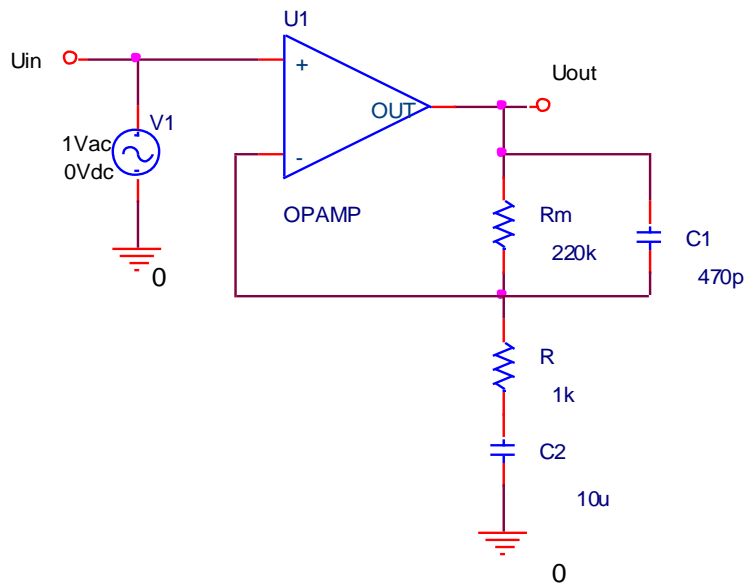 U1
Uin
+
Uout
OUT
V1
1Vac
0Vdc
-
OPAMP
Rm
220k
C1
470p
0
R
1k
C2
10u
0